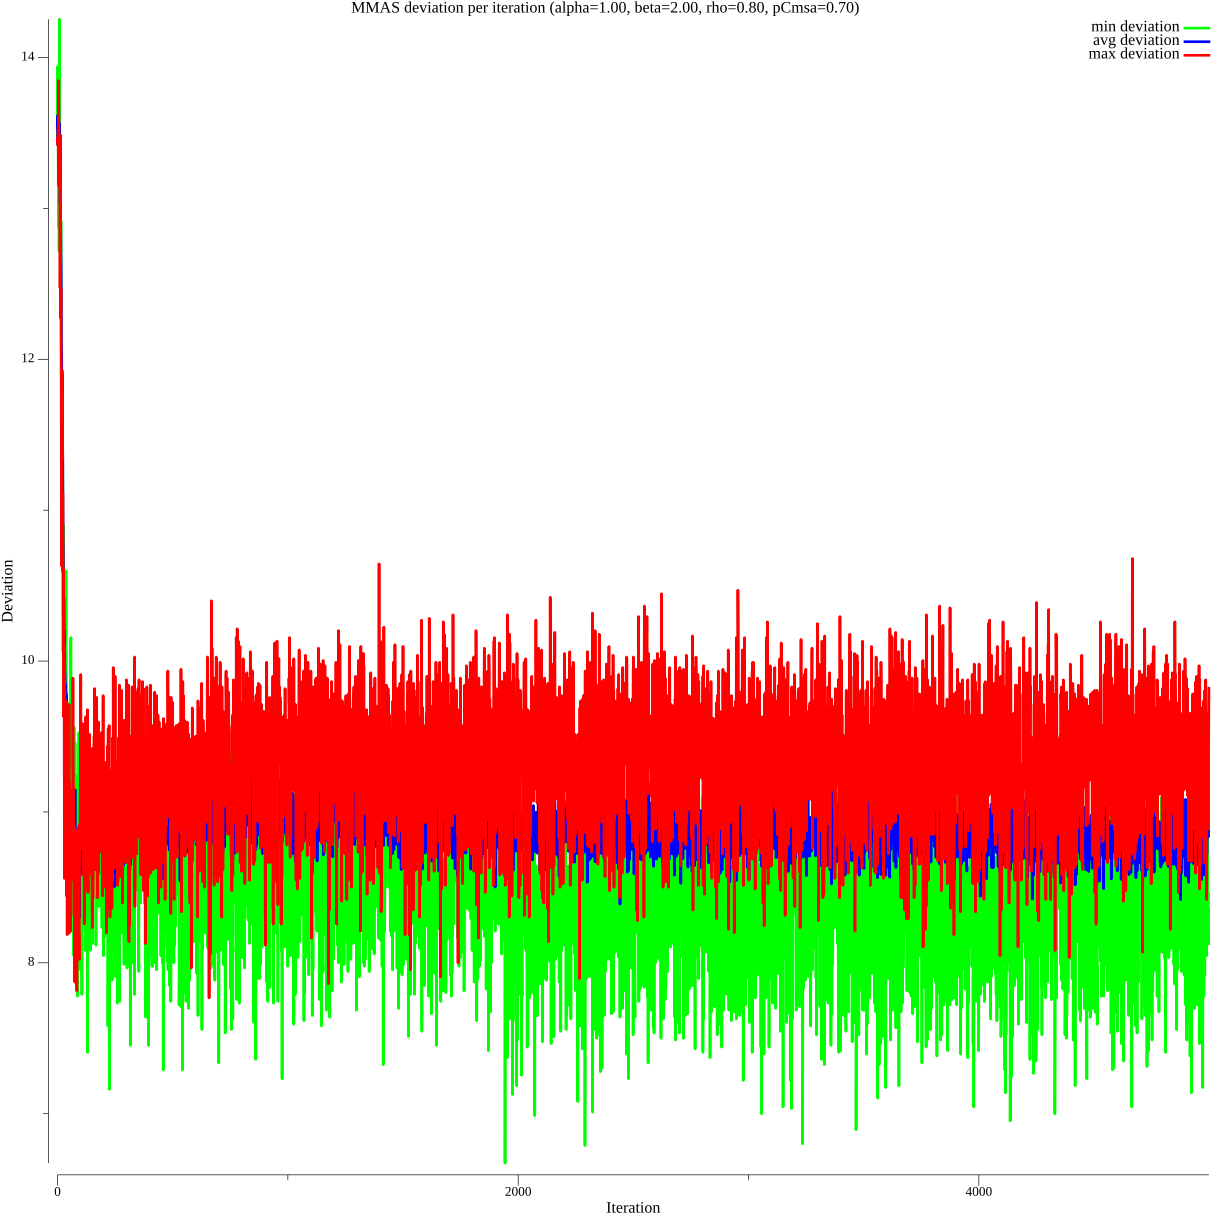 MMAS deviation per iteration (alpha=1.00, beta=2.00, rho=0.80, pCmsa=0.70)
min deviation
avg deviation
max deviation
14
12
10
8
Deviation
0
2000
4000
Iteration